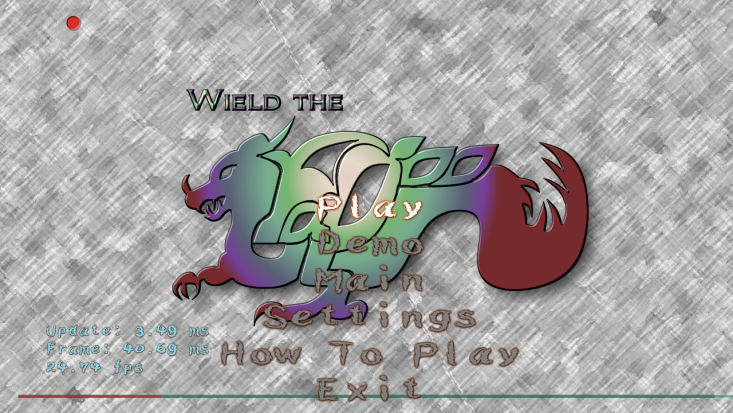 WIELD THE
Play
Demo
Main
Settings
How To Play
Exit
Update: 3.49 ms
Frame: 40.69 ms
24.74 fps